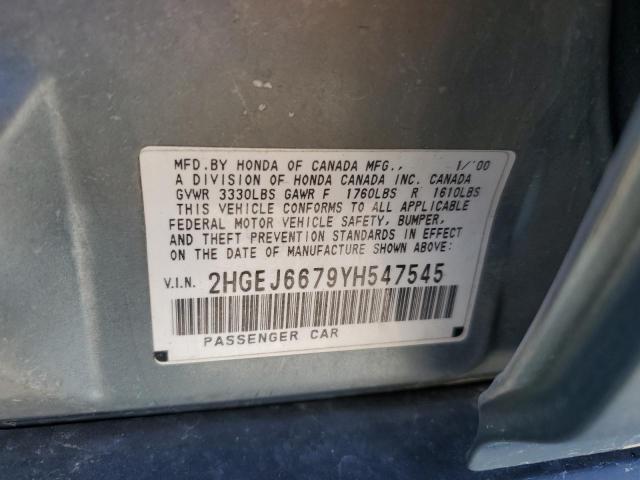 MFD.BY HONDA OF CANADA MFG., 1/'00
A DIVISION OF HONDA CANADA INC. CANADA
GVWR 3330LBS GAWR F 1760LBS R 1610LBS
THIS VEHICLE CONFORMS TO ALL APPLICABLE
FEDERAL MOTOR VEHICLE SAFETY, BUMPER,
AND THEFT PREVENTION STANDARDS IN EFFECT
ON THE DATE OF MANUFACTURE SHOWN ABOVE:
V.I.N. 2HGEJ6679YH547545
PASSENGER CAR